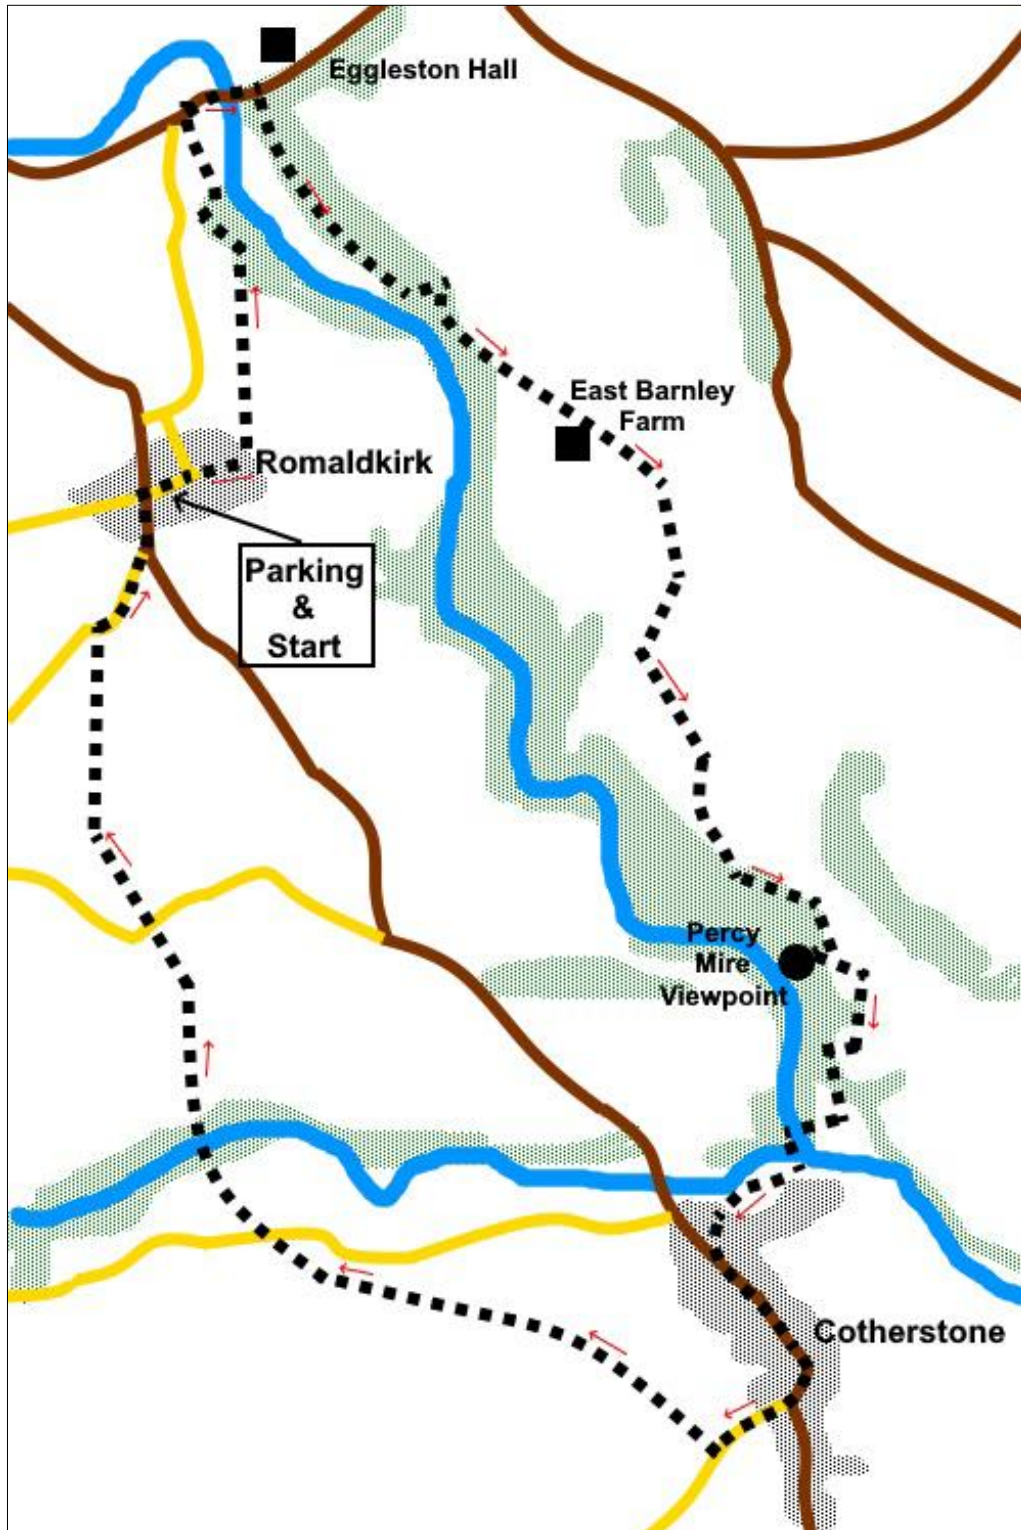 Eggleston Hall
East Barnley
Farm
Romaldkirk
Parking
&
Start
Percy
Mire
Viewpoint
Cotherstone